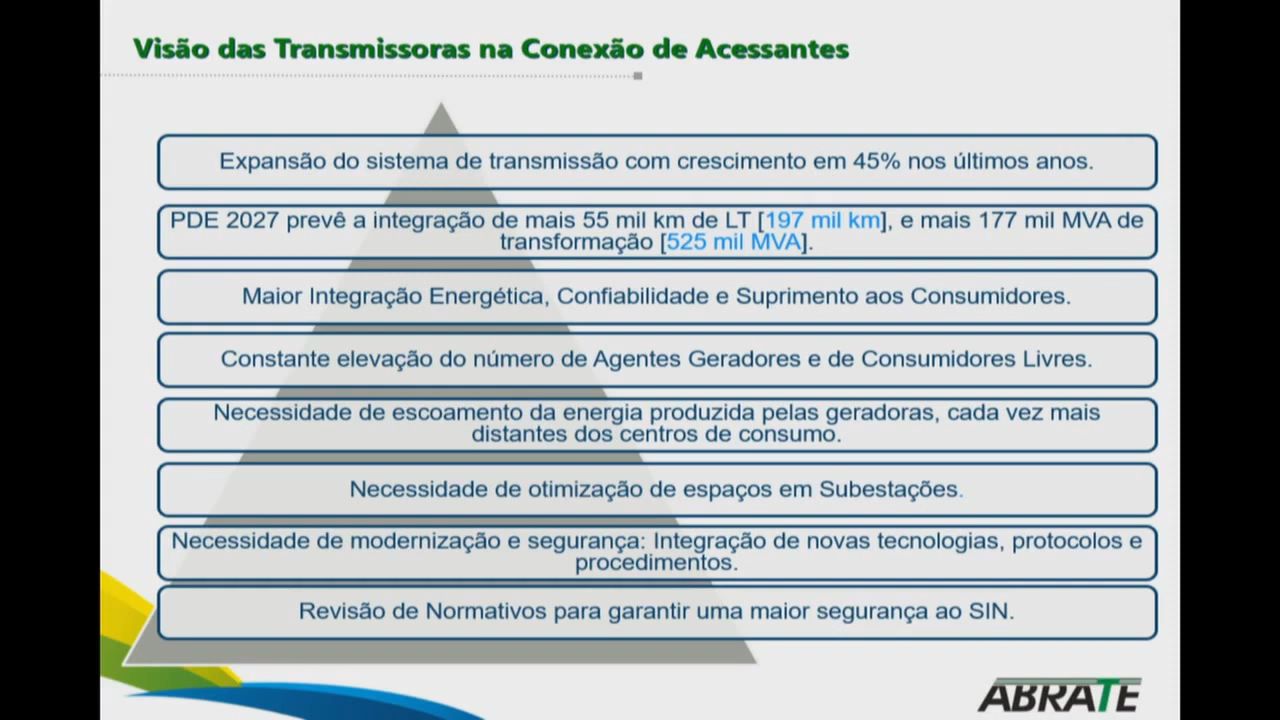 Visão das Transmissoras na Conexão de Acessantes
Expansão do sistema de transmissão com crescimento em 45% nos últimos anos.
PDE 2027 prevê a integração de mais 55 mil km de LT [197 mil km], e mais 177 mil MVA de
transformação [525 mil MVA].
Maior Integração Energética, Confiabilidade e Suprimento aos Consumidores.
Constante elevação do número de Agentes Geradores e de Consumidores Livres.
Necessidade de escoamento da energia produzida pelas geradoras, cada vez mais
distantes dos centros de consumo.
Necessidade de otimização de espaços em Subestações.
Necessidade de modernização e segurança: Integração de novas tecnologias, protocolos e
procedimentos.
Revisão de Normativos para garantir uma maior segurança ao SIN.
ABRATE